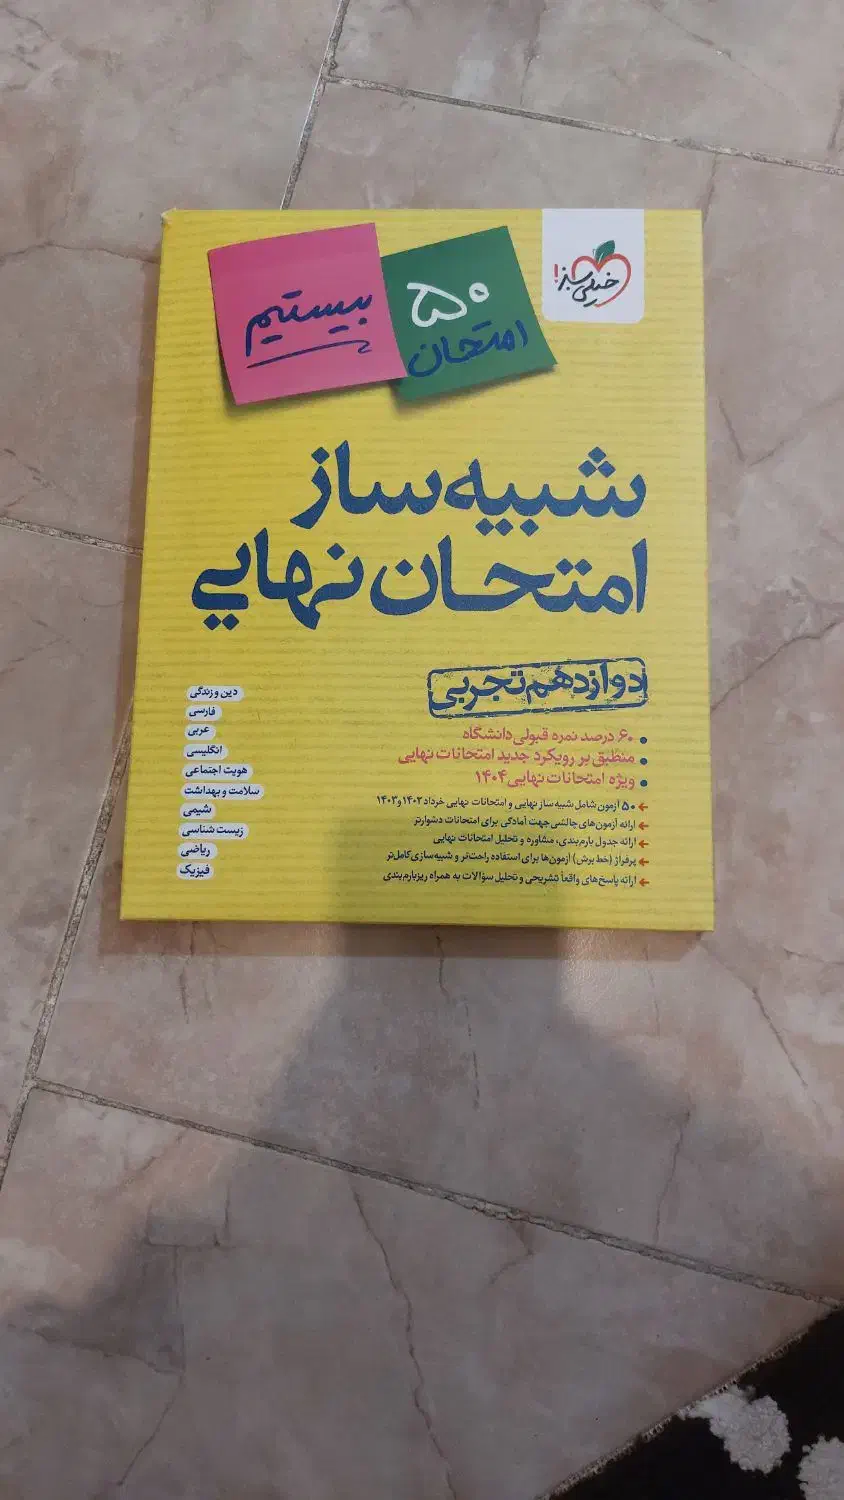 خیلی سبز!
۵۰
امتحان
بیستیم
شبیه‌ساز
امتحان نهایی
دوازدهم تجربی
• ۶۰ درصد نمره قبولی دانشگاه
• منطبق بر رویکرد جدید امتحانات نهایی
• ویژه امتحانات نهایی ۱۴۰۴
← ۵۰ آزمون شامل شبیه‌ساز نهایی و امتحانات نهایی خرداد ۱۴۰۲ و ۱۴۰۳
← ارائه آزمون‌های چالشی جهت آمادگی برای امتحانات دشوارتر
← ارائه جدول بارم‌بندی، مشاوره و تحلیل امتحانات نهایی
← پرفراژ (خط برش) آزمون‌ها برای استفاده راحت‌تر و شبیه‌سازی کامل‌تر
← ارائه پاسخ‌های واقعاً تشریحی و تحلیل سؤالات به همراه ریزبارم‌بندی
دین و زندگی
فارسی
عربی
انگلیسی
هویت اجتماعی
سلامت و بهداشت
شیمی
زیست شناسی
ریاضی
فیزیک